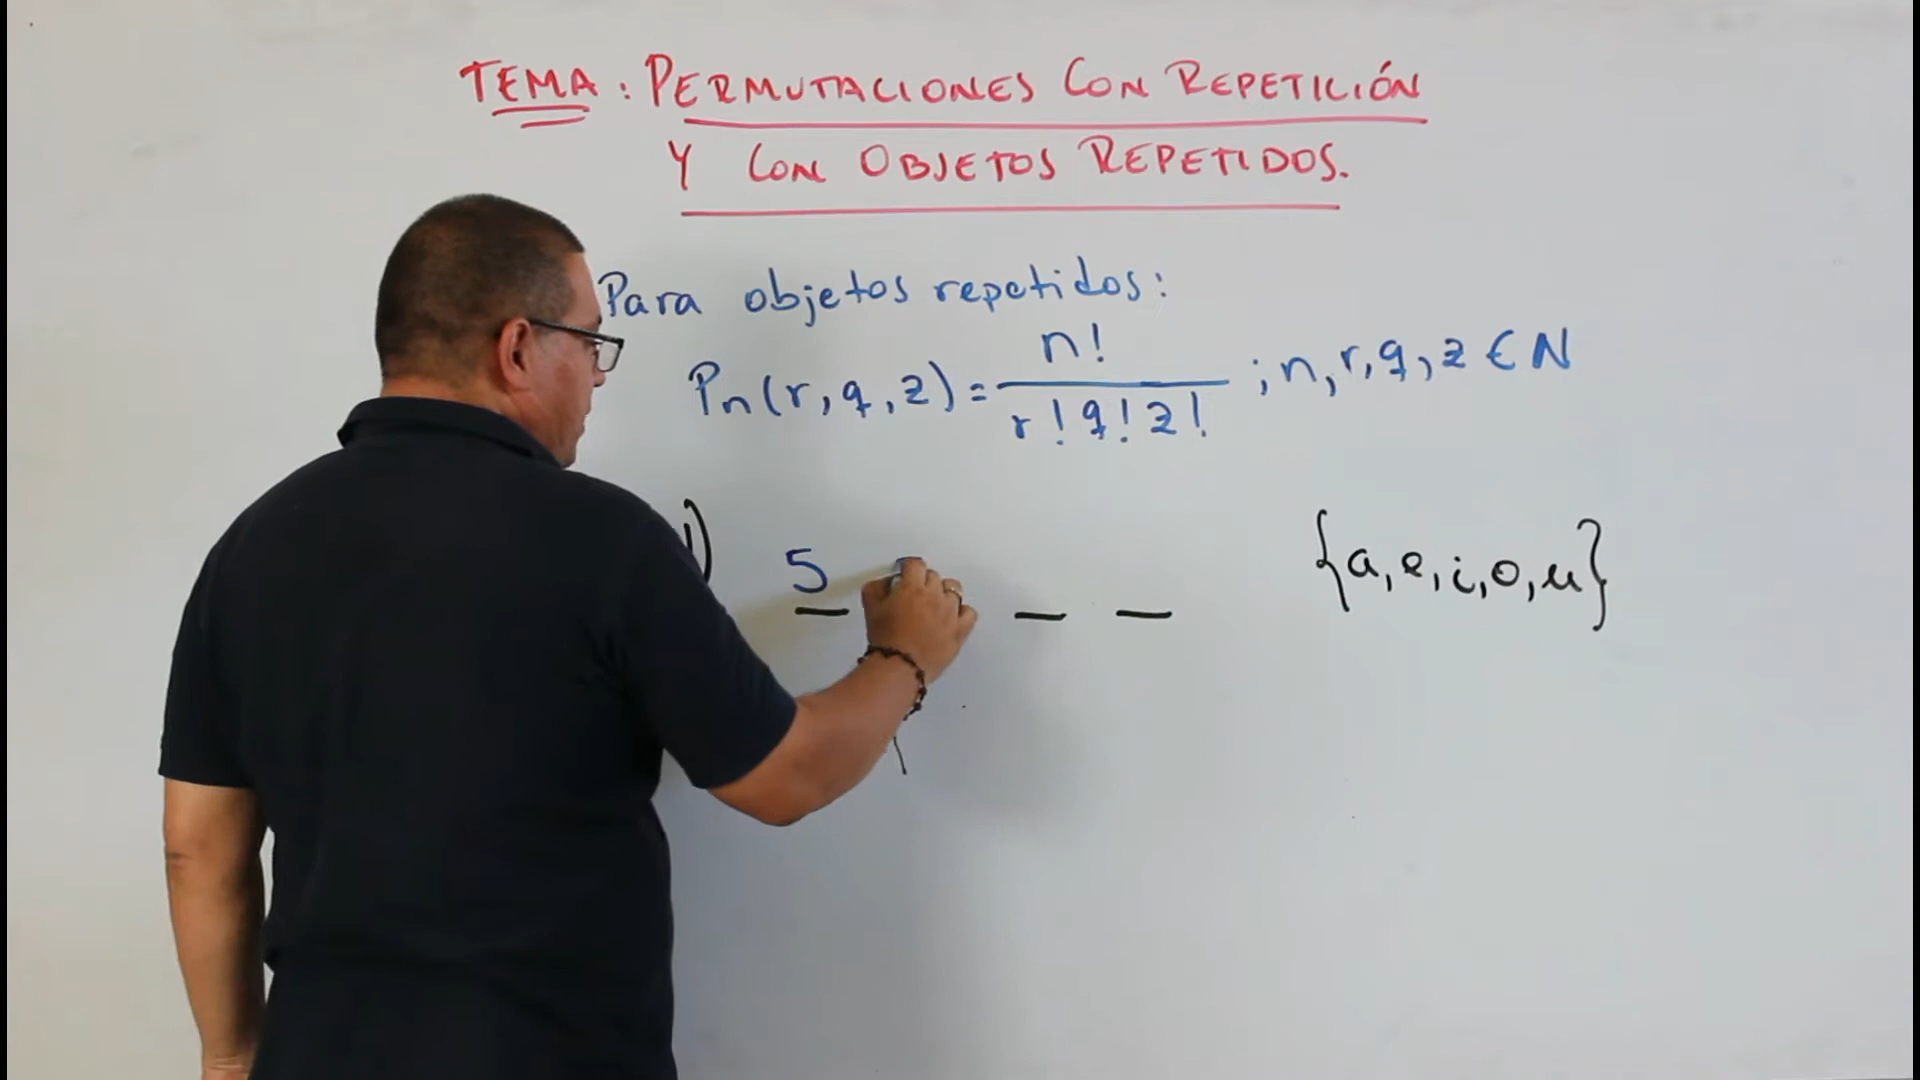 TEMA: PERMUTACIONES CON REPETICIÓN
Y CON OBJETOS REPETIDOS.
Para objetos repetidos:
Pn(r,q,z)= n! / r!q!z! ; n,r,q,z ∈ N
) 5 _ _ _ {a,e,i,o,u}